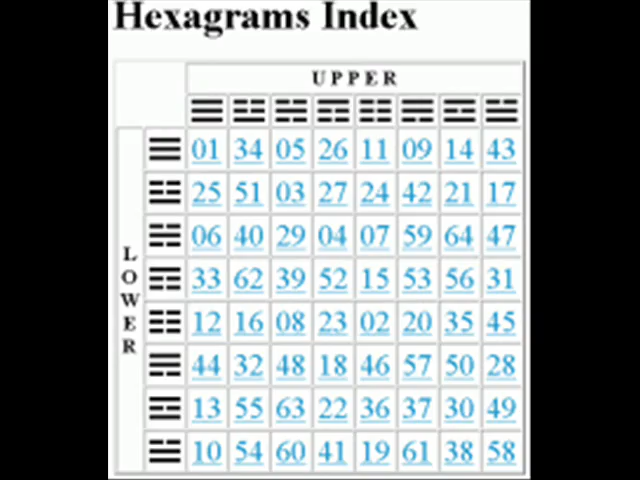 Hexagrams Index
UPPER
01 34 05 26 11 09 14 43
25 51 03 27 24 42 21 17
06 40 29 04 07 59 64 47
LOWER
33 62 39 52 15 53 56 31
12 16 08 23 02 20 35 45
44 32 48 18 46 57 50 28
13 55 63 22 36 37 30 49
10 54 60 41 19 61 38 58